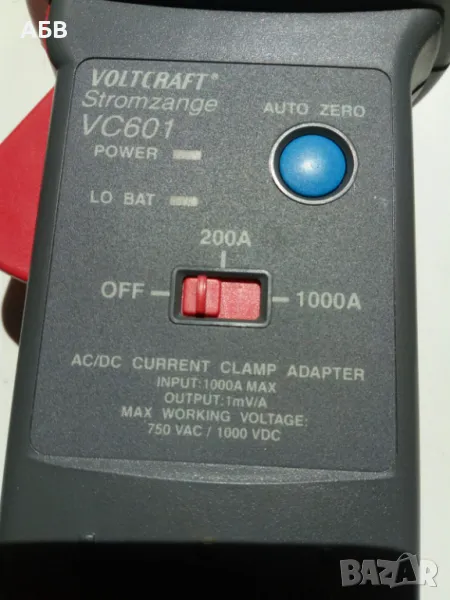 АБВ
VOLTCRAFT®
Stromzange
VC601
AUTO ZERO
POWER
LO BAT
200A
OFF
1000A
AC/DC CURRENT CLAMP ADAPTER
INPUT:1000A MAX
OUTPUT:1mV/A
MAX WORKING VOLTAGE:
750 VAC / 1000 VDC
BAZAR